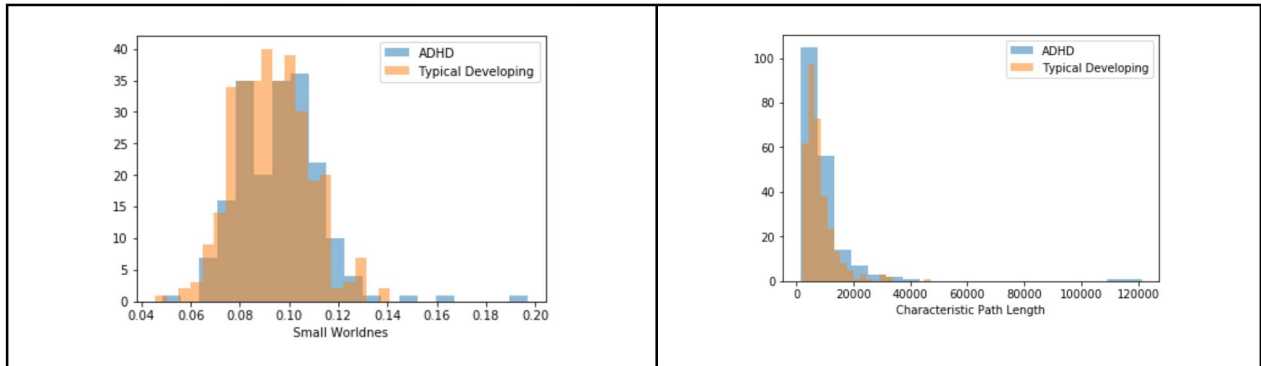 40
35
30
25
20
15
10
5
0
0.04 0.06 0.08 0.10 0.12 0.14 0.16 0.18 0.20
Small Worldnes
ADHD
Typical Developing
100
80
60
40
20
0
0 20000 40000 60000 80000 100000 120000
Characteristic Path Length
ADHD
Typical Developing